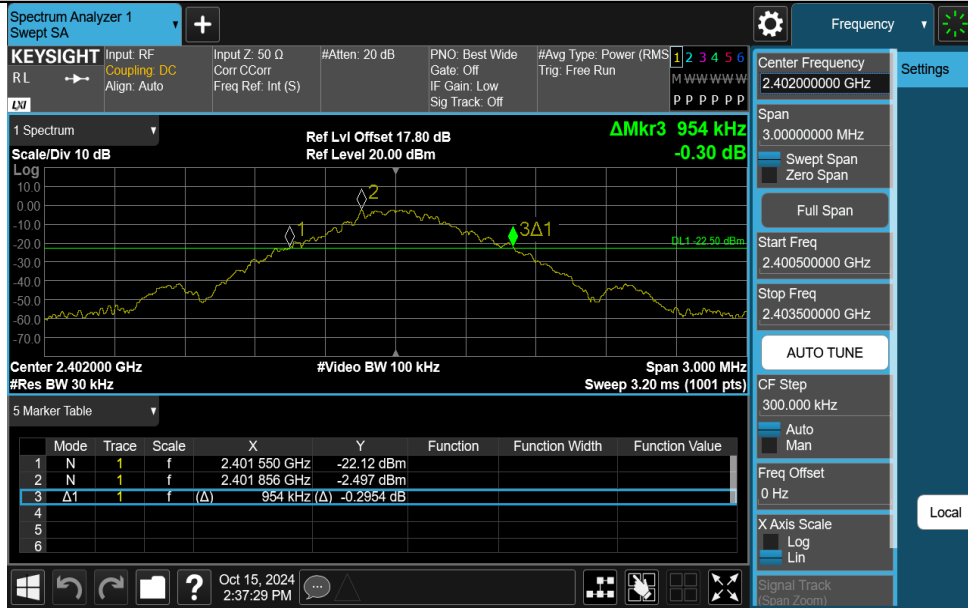 Spectrum Analyzer 1
Swept SA
+
Frequency
KEYSIGHT
RL
LXI
Input: RF
Coupling: DC
Align: Auto
Input Z: 50 Ω
Corr CCorr
Freq Ref: Int (S)
#Atten: 20 dB
PNO: Best Wide
Gate: Off
IF Gain: Low
Sig Track: Off
#Avg Type: Power (RMS
Trig: Free Run
1 2 3 4 5 6
M W W W W W
P P P P P P
1 Spectrum
Scale/Div 10 dB
Ref Lvl Offset 17.80 dB
Ref Level 20.00 dBm
ΔMkr3 954 kHz
-0.30 dB
Log
10.0
0.00
-10.0
-20.0
-30.0
-40.0
-50.0
-60.0
-70.0
1
2
3Δ1
DL1 -22.50 dBm
Center 2.402000 GHz
#Video BW 100 kHz
Span 3.000 MHz
#Res BW 30 kHz
Sweep 3.20 ms (1001 pts)
5 Marker Table
Mode Trace Scale X Y Function Function Width Function Value
1 N 1 f 2.401 550 GHz -22.12 dBm
2 N 1 f 2.401 856 GHz -2.497 dBm
3 Δ1 1 f (Δ) 954 kHz (Δ) -0.2954 dB
4
5
6
Oct 15, 2024
2:37:29 PM
?
Center Frequency
2.402000000 GHz
Settings
Span
3.00000000 MHz
Swept Span
Zero Span
Full Span
Start Freq
2.400500000 GHz
Stop Freq
2.403500000 GHz
AUTO TUNE
CF Step
300.000 kHz
Auto
Man
Freq Offset
0 Hz
Local
X Axis Scale
Log
Lin
Signal Track
(Span Zoom)